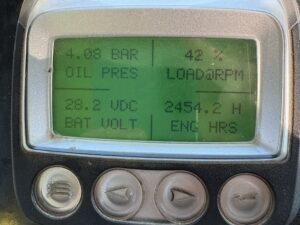 4.08 BAR
OIL PRES
42 %
LOAD@RPM
28.2 VDC
BAT VOLT
2454.2 H
ENG HRS